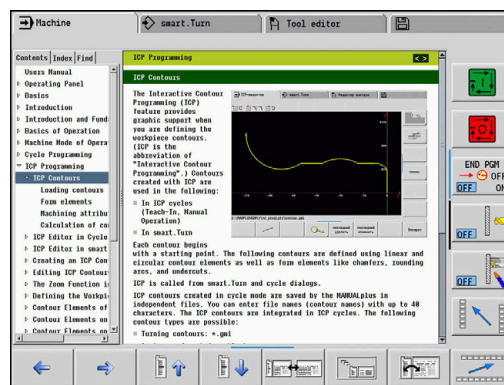 Machine
smart.Turn
Tool editor
Contents Index Find
Users Manual
Operating Panel
Basics
Introduction
Introduction and Fund
Basics of Operation
Machine Mode of Opera
Cycle Programming
ICP Programming
ICP Contours
Loading contours
Form elements
Machining attribu
Calculation of co
ICP Editor in Cycle
ICP Editor in smart
Creating an ICP Con
Editing ICP Contour
The Zoom Function i
Defining the Workpi
Contour Elements of
Contour Elements on
Contour Elements on
ICP Programming
ICP Contours
The Interactive Contour
Programming (ICP)
feature provides
graphic support when
you are defining the
workpiece contours.
(ICP is the
abbreviation of
"Interactive Contour
Programming".) Contours
created with ICP are
used in the following:
In ICP cycles
(Teach-In, Manual
Operation)
In smart.Turn
Each contour begins
with a starting point. The following contours are defined using linear and
circular contour elements as well as form elements like chamfers, rounding
arcs, and undercuts.
ICP is called from smart.Turn and cycle dialogs.
ICP contours created in cycle mode are saved by the MANUALplus in
independent files. You can enter file names (contour names) with up to 40
characters. The ICP contours are integrated in ICP cycles. The following
contour types are possible:
Turning contours: *.gmi
smart.Turn
Возврат
END PGM
OFF
OFF
ON
OFF
OFF